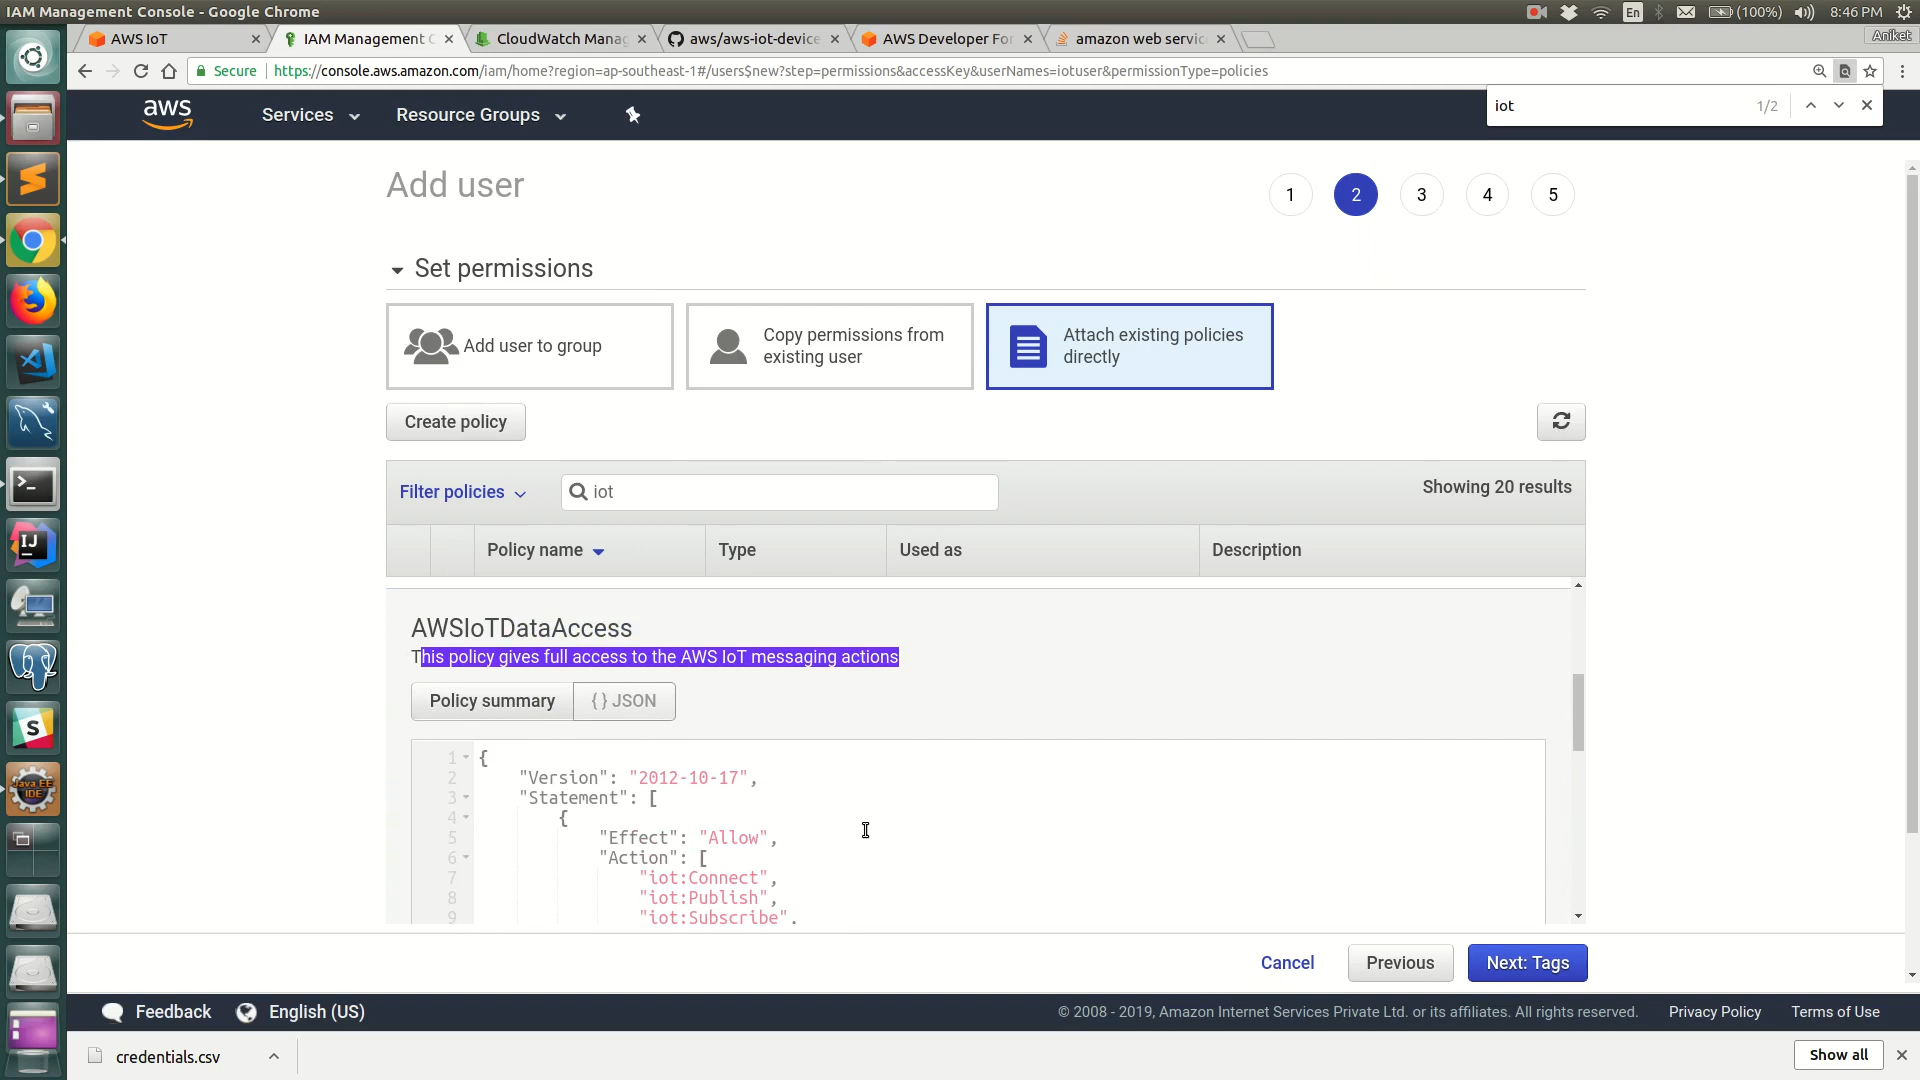 IAM Management Console - Google Chrome
En
(100%)
8:46 PM
AWS IoT
IAM Management C
CloudWatch Manag
aws/aws-iot-device
AWS Developer For
amazon web servic
Aniket
Secure
https://console.aws.amazon.com/iam/home?region=ap-southeast-1#/users$new?step=permissions&accessKey&userNames=iotuser&permissionType=policies
aws
Services
Resource Groups
iot
1/2
Add user
1
2
3
4
5
Set permissions
Add user to group
Copy permissions from
existing user
Attach existing policies
directly
Create policy
Filter policies
iot
Showing 20 results
Policy name
Type
Used as
Description
AWSIoTDataAccess
This policy gives full access to the AWS IoT messaging actions
Policy summary
{ } JSON
1 {
2 "Version": "2012-10-17",
3 "Statement": [
4 {
5 "Effect": "Allow",
6 "Action": [
7 "iot:Connect",
8 "iot:Publish",
9 "iot:Subscribe",
Cancel
Previous
Next: Tags
Feedback
English (US)
© 2008 - 2019, Amazon Internet Services Private Ltd. or its affiliates. All rights reserved.
Privacy Policy
Terms of Use
credentials.csv
Show all
IJ
S
Java EE
IDE